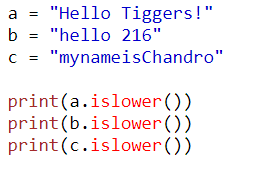 a = "Hello Tiggers!"
b = "hello 216"
c = "mynameisChandro"
print(a.islower())
print(b.islower())
print(c.islower())